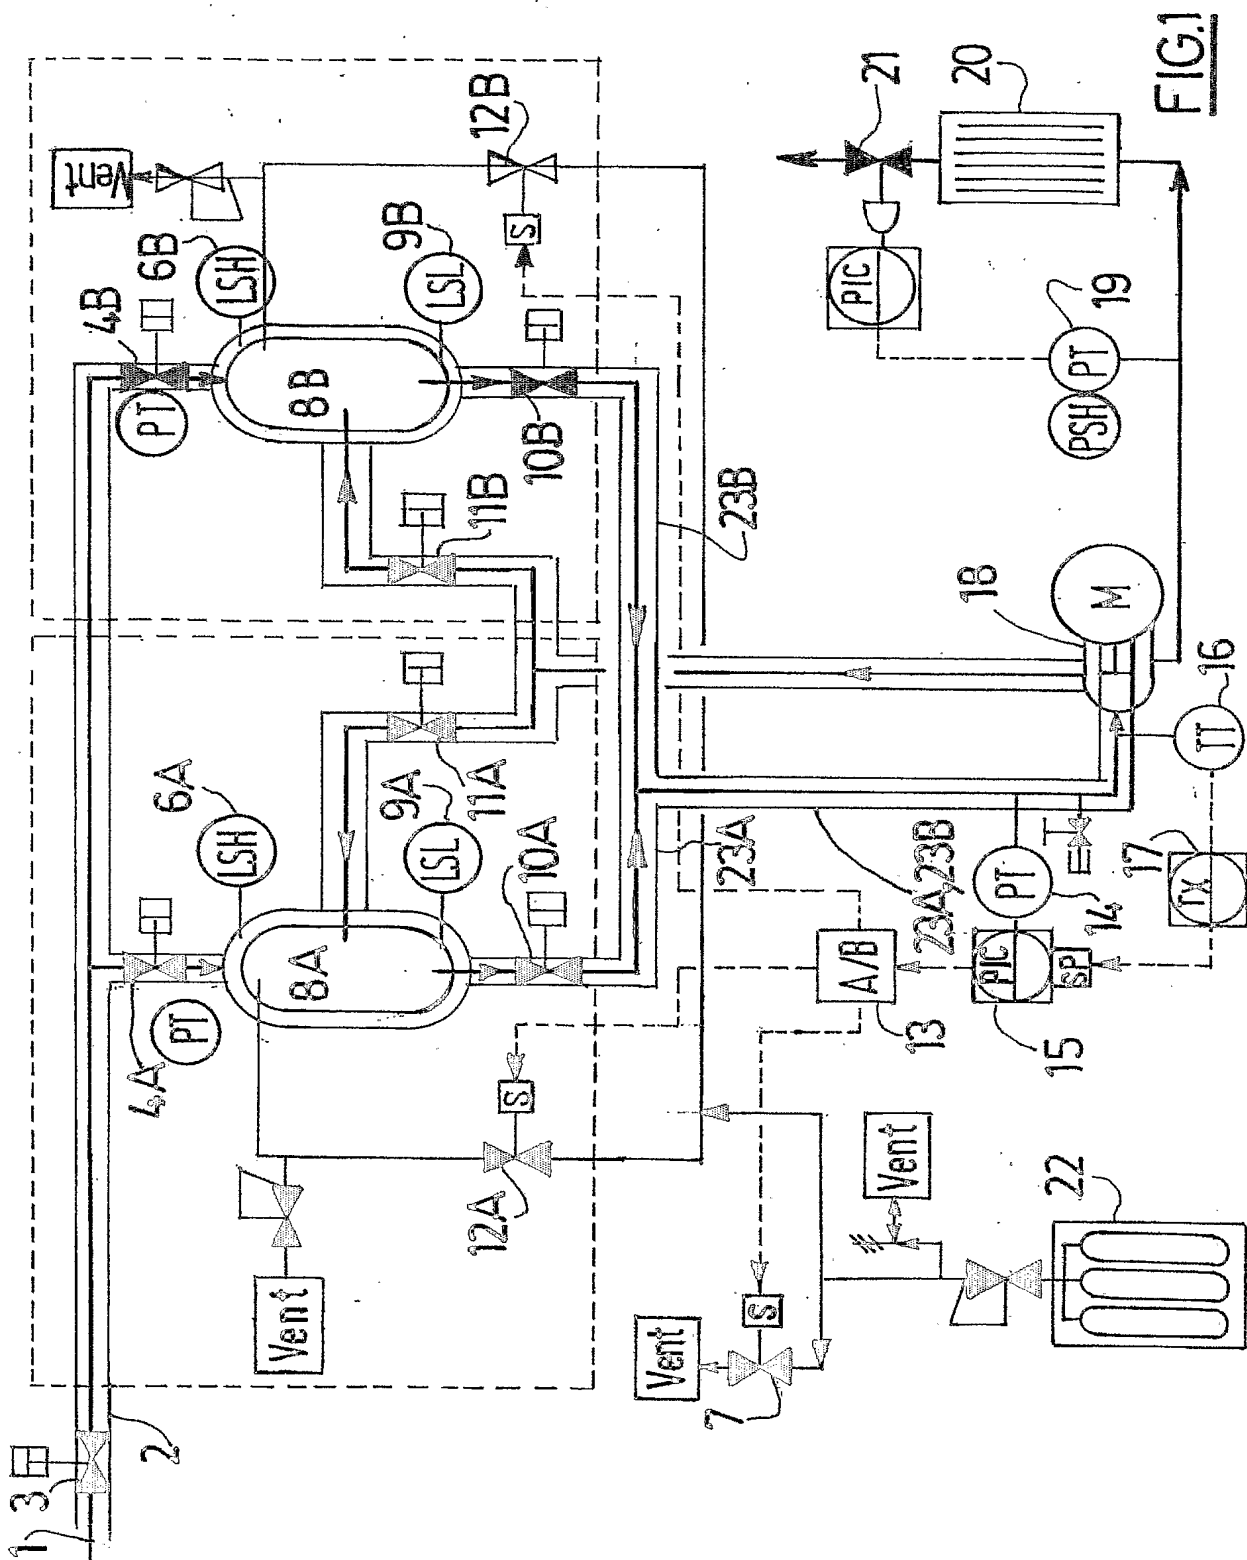 FIG.1
1
3
2
4A
PT
6A
LSH
8A
9A
LSL
10A
11A
12A
S
Vent
4B
PT
6B
LSH
8B
9B
LSL
10B
11B
12B
S
Vent
23A
23B
23A,23B
13
A/B
PT
14
PIC
SP
15
TT
16
TX
17
18
M
PSH
PT
19
PIC
20
21
22
Vent
Vent
S
7